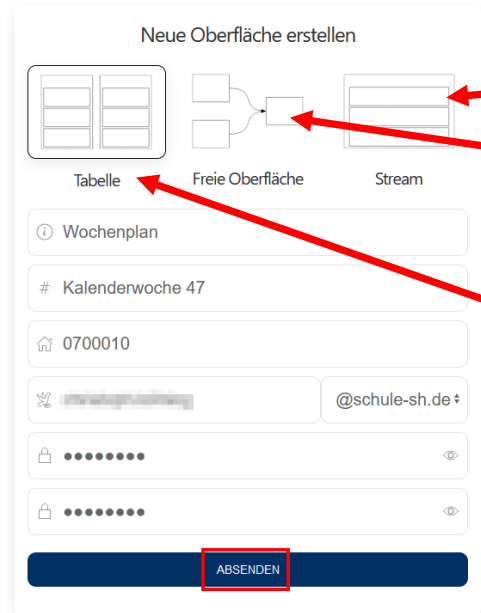 Neue Oberfläche erstellen
Tabelle Freie Oberfläche Stream
Wochenplan
# Kalenderwoche 47
0700010
@schule-sh.de
ABSENDEN